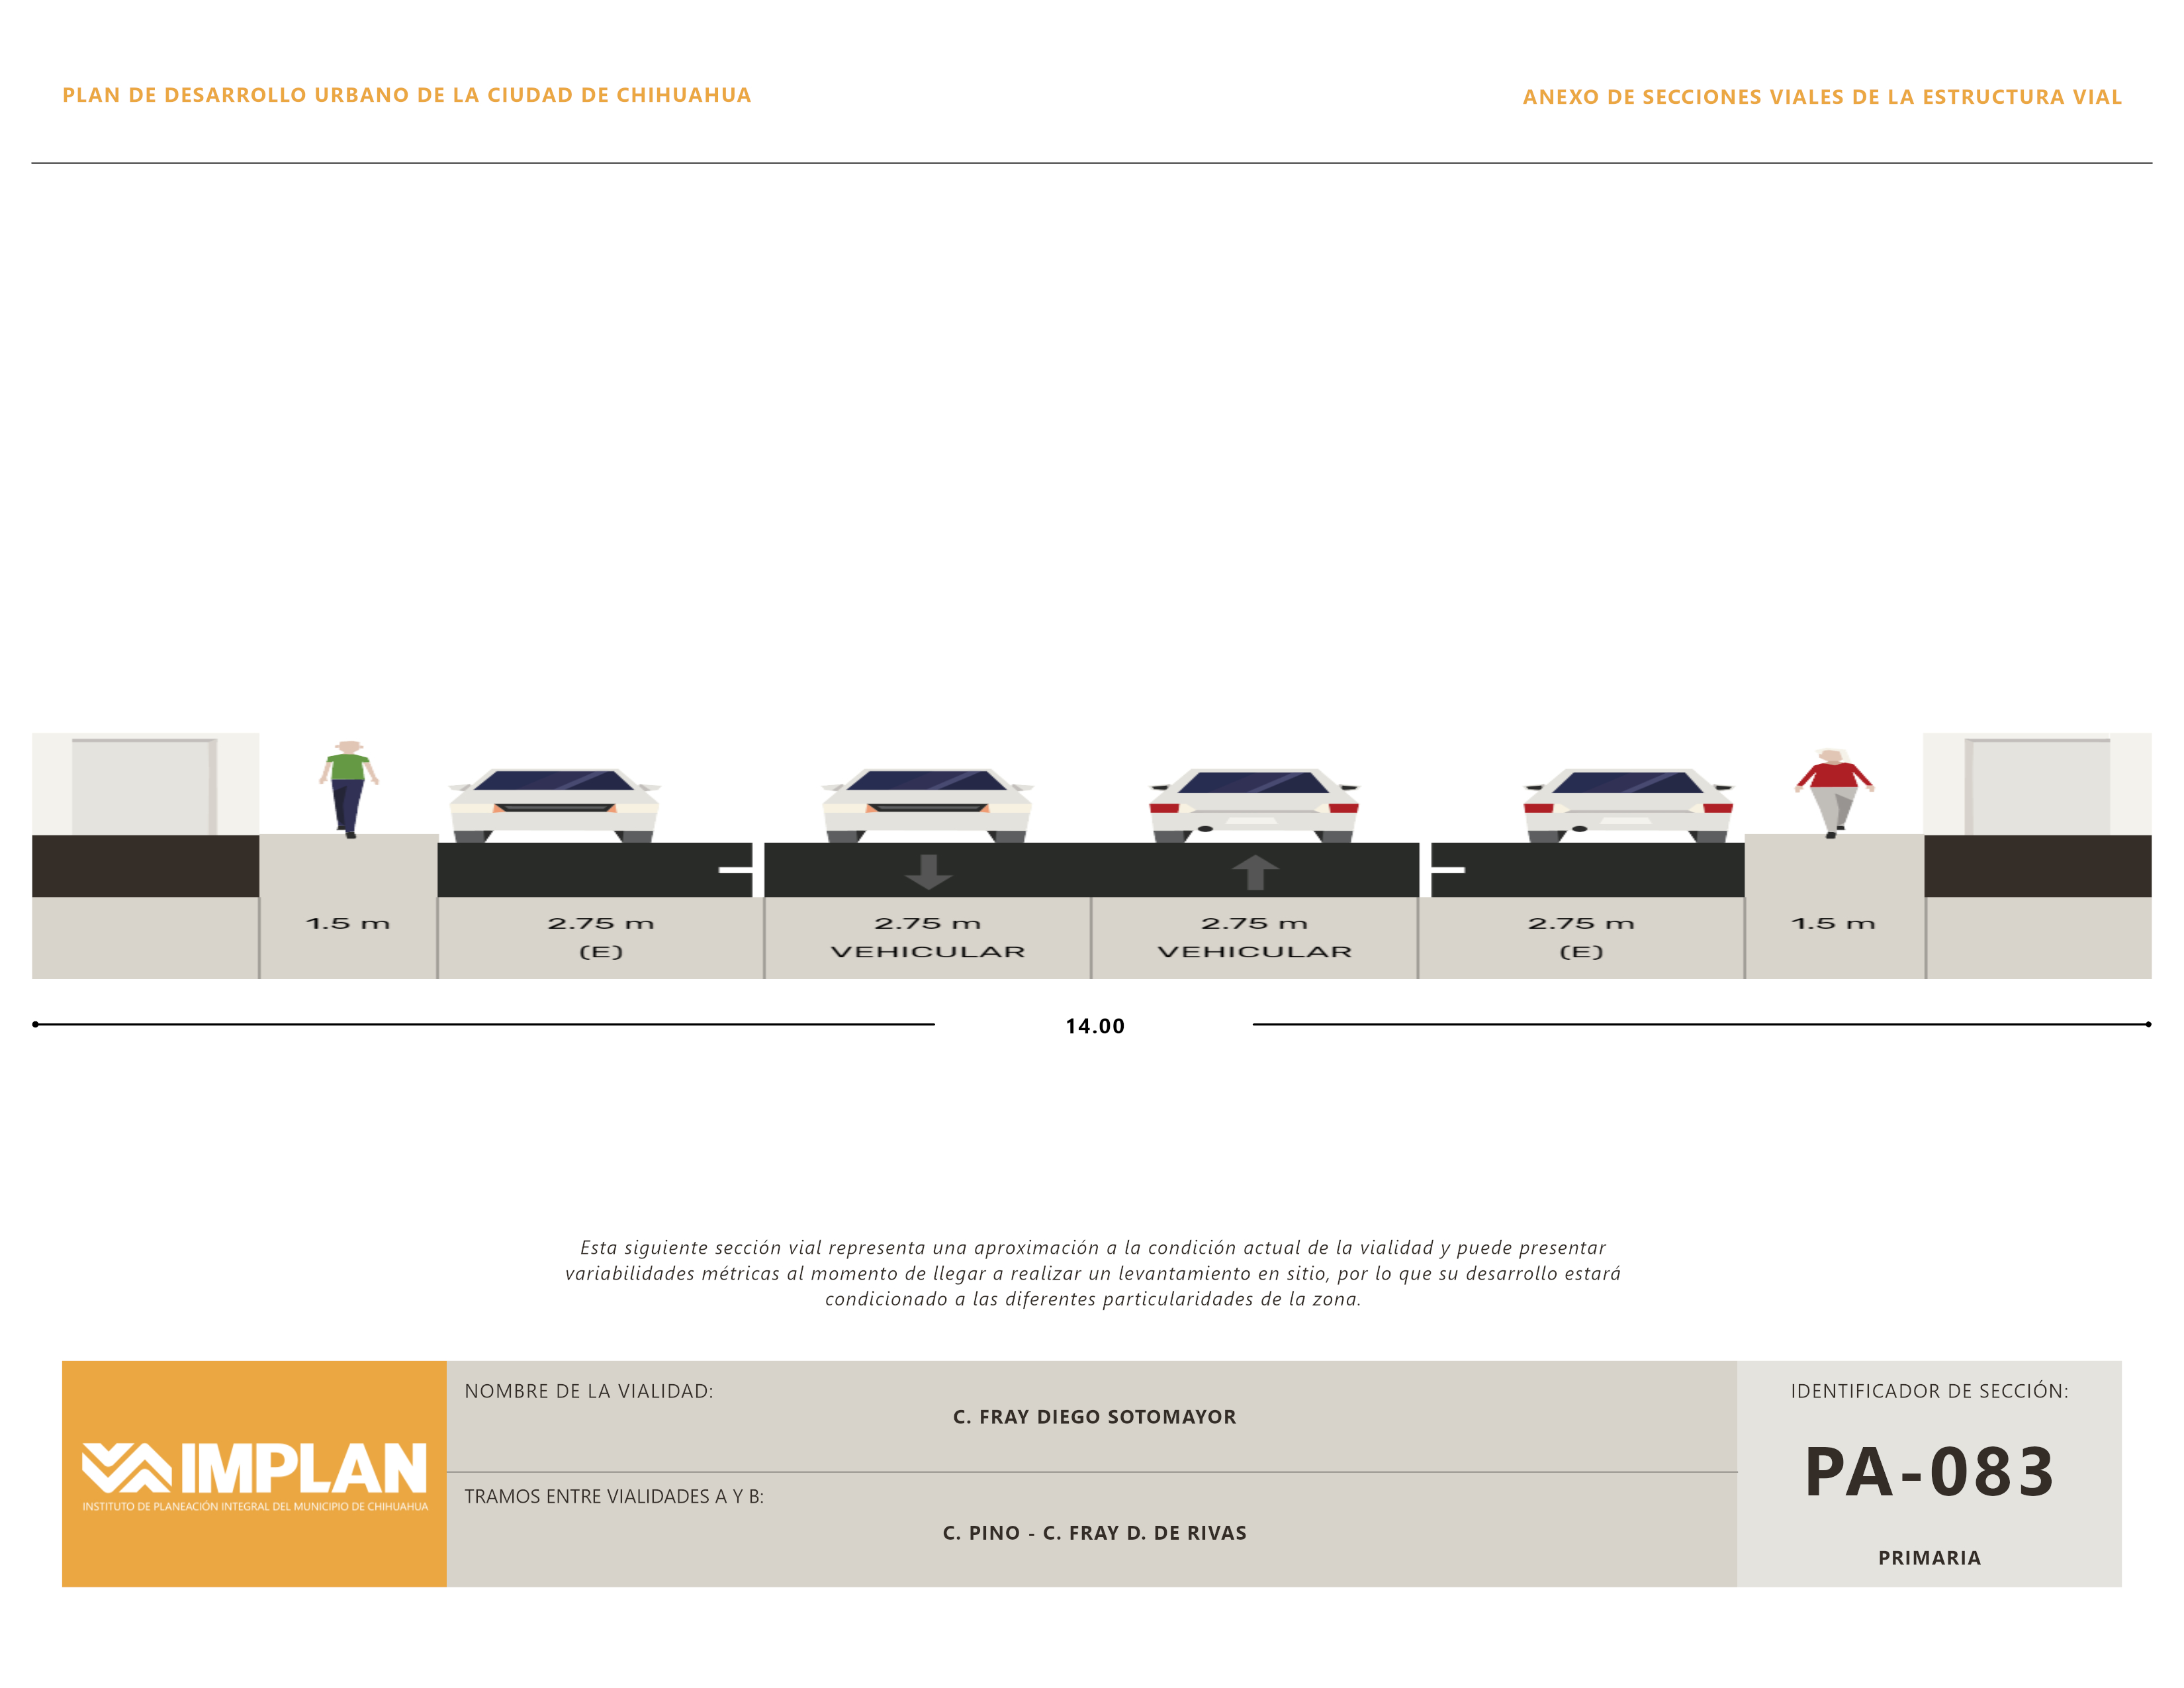 PLAN DE DESARROLLO URBANO DE LA CIUDAD DE CHIHUAHUA
ANEXO DE SECCIONES VIALES DE LA ESTRUCTURA VIAL
1.5 m
2.75 m
(E)
2.75 m
VEHICULAR
2.75 m
VEHICULAR
2.75 m
(E)
1.5 m
14.00
Esta siguiente sección vial representa una aproximación a la condición actual de la vialidad y puede presentar
variabilidades métricas al momento de llegar a realizar un levantamiento en sitio, por lo que su desarrollo estará
condicionado a las diferentes particularidades de la zona.
IMPLAN
INSTITUTO DE PLANEACIÓN INTEGRAL DEL MUNICIPIO DE CHIHUAHUA
NOMBRE DE LA VIALIDAD:
C. FRAY DIEGO SOTOMAYOR
TRAMOS ENTRE VIALIDADES A Y B:
C. PINO - C. FRAY D. DE RIVAS
IDENTIFICADOR DE SECCIÓN:
PA-083
PRIMARIA